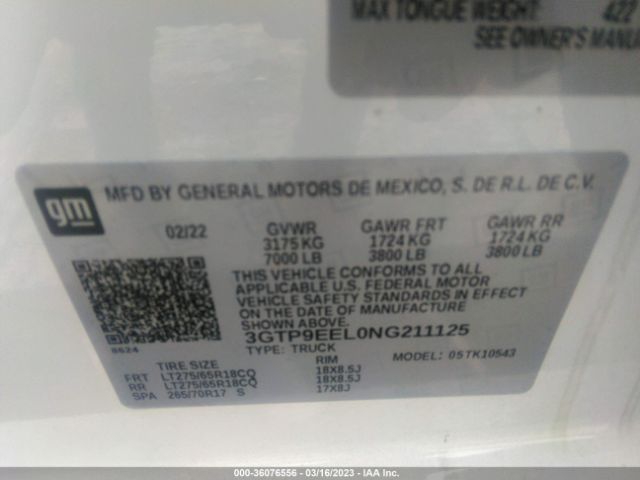 MAX TONGUE WEIGHT 422
SEE OWNER'S MANU
gm
MFD BY GENERAL MOTORS DE MEXICO, S. DE R.L. DE C.V.
02/22 GVWR GAWR FRT GAWR RR
3175 KG 1724 KG 1724 KG
7000 LB 3800 LB 3800 LB
THIS VEHICLE CONFORMS TO ALL
APPLICABLE U.S. FEDERAL MOTOR
VEHICLE SAFETY STANDARDS IN
EFFECT ON THE DATE OF MANUFACTURE
SHOWN ABOVE.
3GTP9EEL0NG211125
8624 TYPE: TRUCK MODEL: 05TK10543
TIRE SIZE RIM
FRT LT275/65R18CQ 18X8.5J
RR LT275/65R18CQ 18X8.5J
SPA 265/70R17 S 17X8J
000-36076556 - 03/16/2023 - IAA Inc.